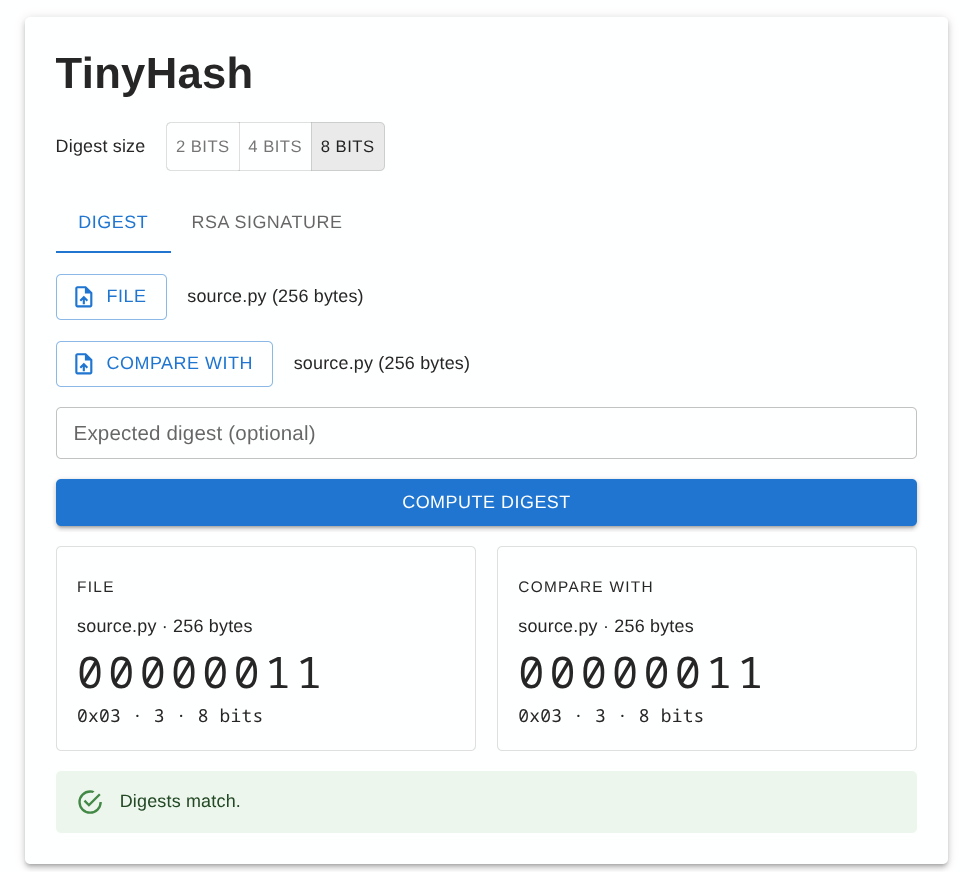 TinyHash
Digest size 2 BITS 4 BITS 8 BITS
DIGEST RSA SIGNATURE
FILE source.py (256 bytes)
COMPARE WITH source.py (256 bytes)
Expected digest (optional)
COMPUTE DIGEST
FILE
source.py · 256 bytes
00000011
0x03 · 3 · 8 bits
COMPARE WITH
source.py · 256 bytes
00000011
0x03 · 3 · 8 bits
Digests match.